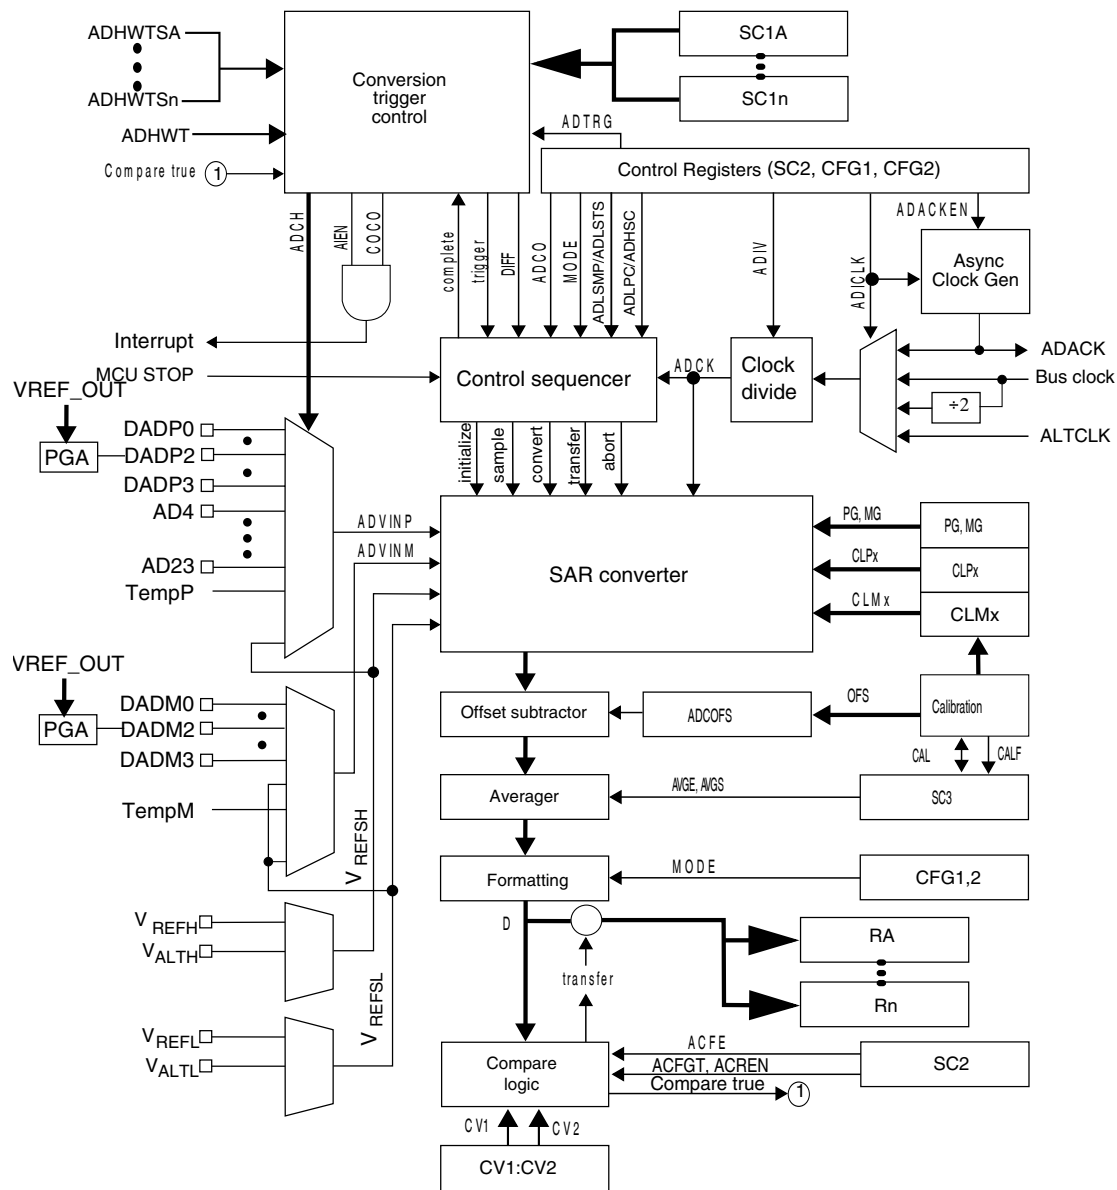 ADHWTSA
ADHWTSn
ADHWT
Compare true 1
Conversion
trigger
control
SC1A
SC1n
ADTRG
Control Registers (SC2, CFG1, CFG2)
ADCH
AIEN
COCO
complete
trigger
DIFF
ADCO
MODE
ADLSMP/ADLSTS
ADLPC/ADHSC
ADIV
ADICLK
ADACKEN
Async
Clock Gen
Interrupt
MCU STOP
Control sequencer
ADCK
Clock
divide
ADACK
Bus clock
÷2
ALTCLK
VREF_OUT
PGA
DADP0
DADP2
DADP3
AD4
AD23
TempP
initialize
sample
convert
transfer
abort
ADVINP
ADVINM
SAR converter
PG, MG
PG, MG
CLPx
CLPx
CLMx
CLMx
VREF_OUT
PGA
DADM0
DADM2
DADM3
TempM
Offset subtractor
ADCOFS
OFS
Calibration
CAL
CALF
Averager
AVGE, AVGS
SC3
VREFSH
Formatting
MODE
CFG1,2
D
transfer
RA
Rn
VREFH
VALTH
VREFSL
VREFL
VALTL
Compare
logic
ACFE
ACFGT, ACREN
Compare true 1
SC2
CV1
CV2
CV1:CV2